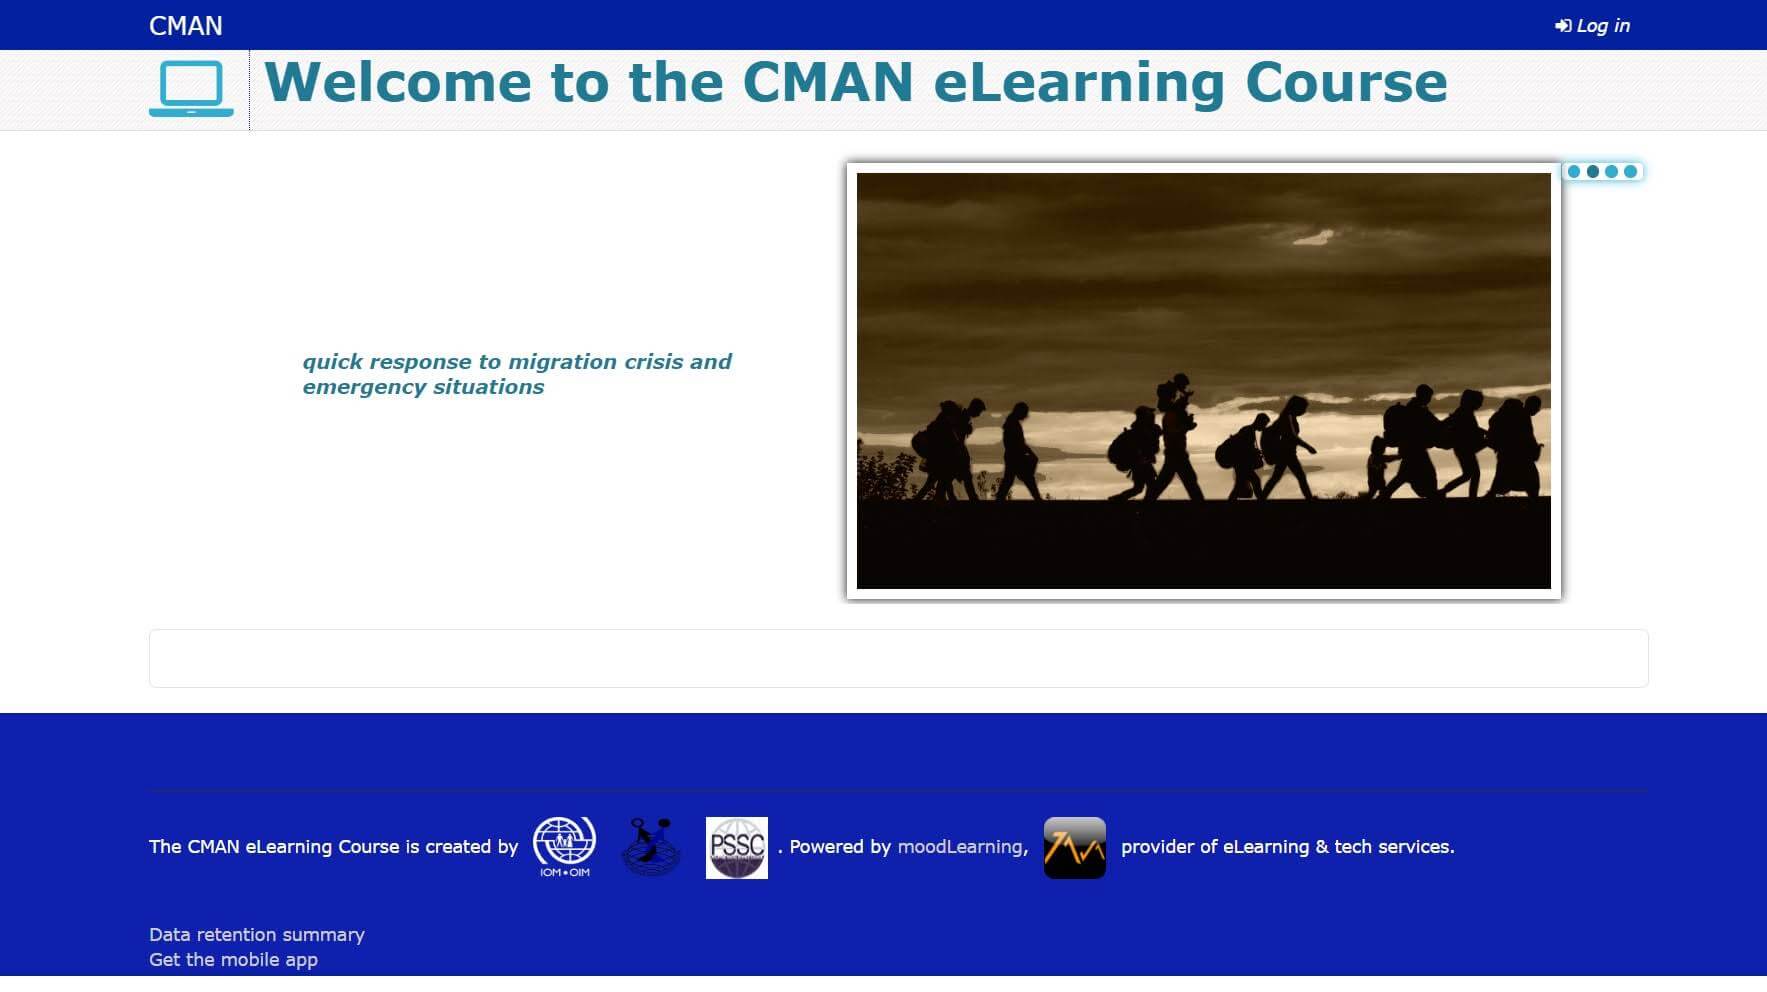 CMAN
Log in
Welcome to the CMAN eLearning Course
quick response to migration crisis and
emergency situations
The CMAN eLearning Course is created by IOM•OIM PSSC . Powered by moodLearning, provider of eLearning & tech services.
Data retention summary
Get the mobile app